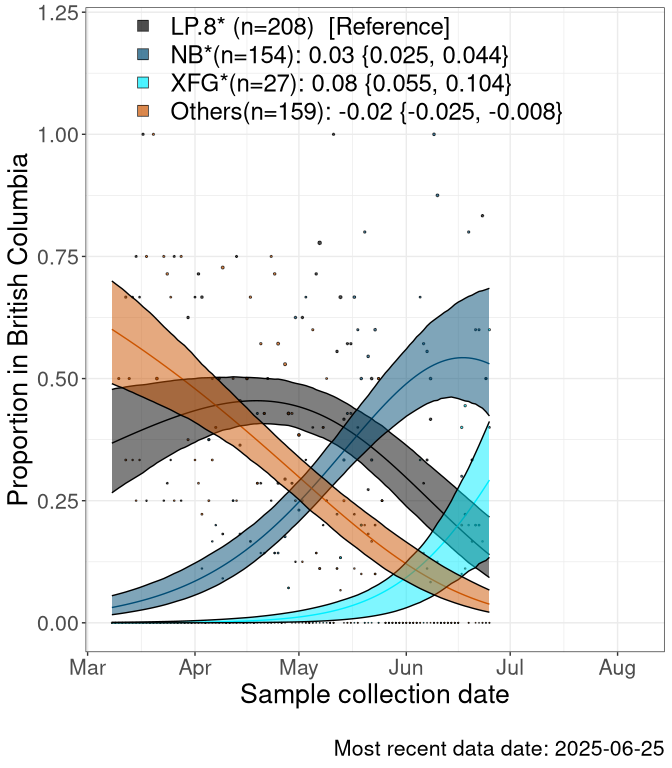 LP.8* (n=208)  [Reference]
NB*(n=154): 0.03 {0.025, 0.044}
XFG*(n=27): 0.08 {0.055, 0.104}
Others(n=159): -0.02 {-0.025, -0.008}
1.25
1.00
0.75
0.50
0.25
0.00
Proportion in British Columbia
Mar Apr May Jun Jul Aug
Sample collection date
Most recent data date: 2025-06-25